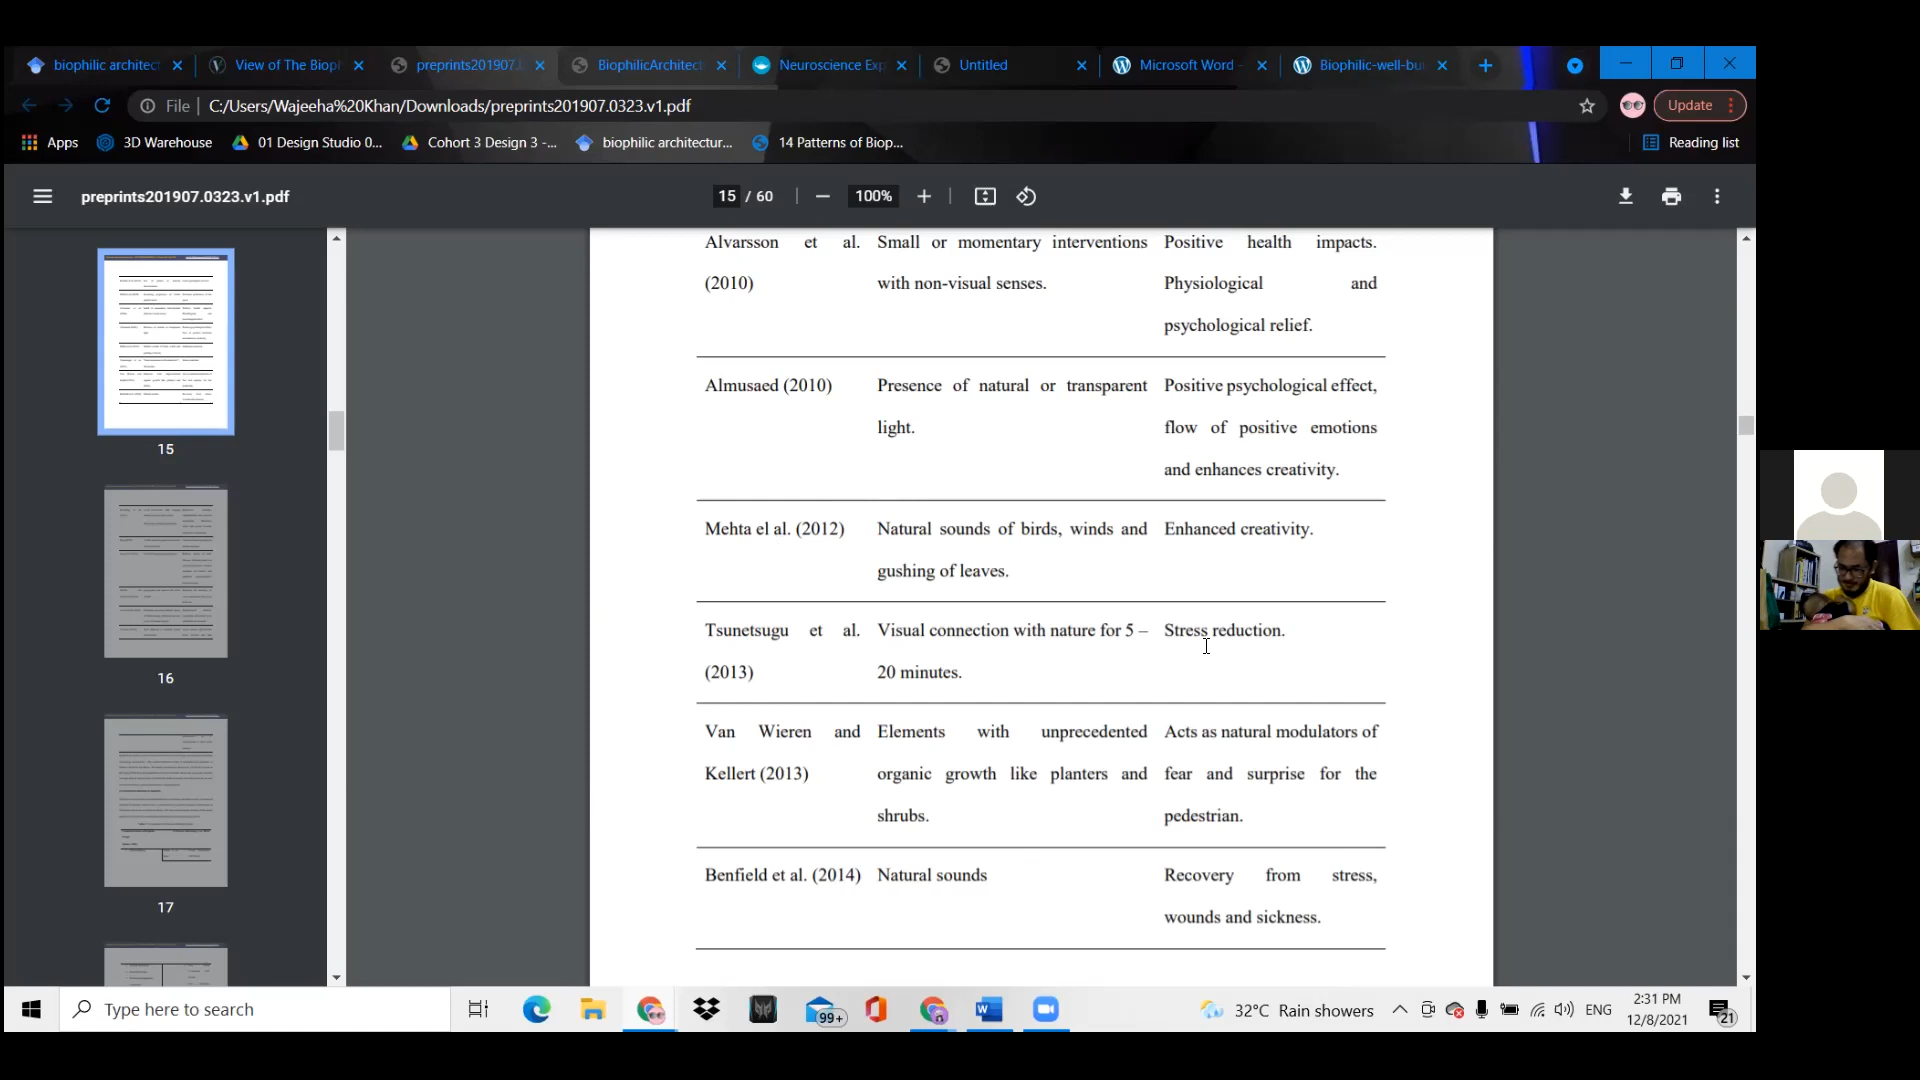 biophilic architec
View of The Bioph
preprints201907.
BiophilicArchitect
Neuroscience Exp
Untitled
Microsoft Word -
Biophilic-well-bu
File
C:/Users/Wajeeha%20Khan/Downloads/preprints201907.0323.v1.pdf
Update
Apps
3D Warehouse
01 Design Studio 0...
Cohort 3 Design 3 -...
biophilic architectur...
14 Patterns of Biop...
Reading list
preprints201907.0323.v1.pdf
15 / 60
100%
15
16
17
Alvarsson et al. Small or momentary interventions Positive health impacts.
(2010) with non-visual senses. Physiological and
psychological relief.
Almusaed (2010) Presence of natural or transparent Positive psychological effect,
light. flow of positive emotions
and enhances creativity.
Mehta el al. (2012) Natural sounds of birds, winds and Enhanced creativity.
gushing of leaves.
Tsunetsugu et al. Visual connection with nature for 5 – Stress reduction.
(2013) 20 minutes.
Van Wieren and Elements with unprecedented Acts as natural modulators of
Kellert (2013) organic growth like planters and fear and surprise for the
shrubs. pedestrian.
Benfield et al. (2014) Natural sounds Recovery from stress,
wounds and sickness.
Type here to search
99+
32°C Rain showers
ENG
2:31 PM
12/8/2021
21